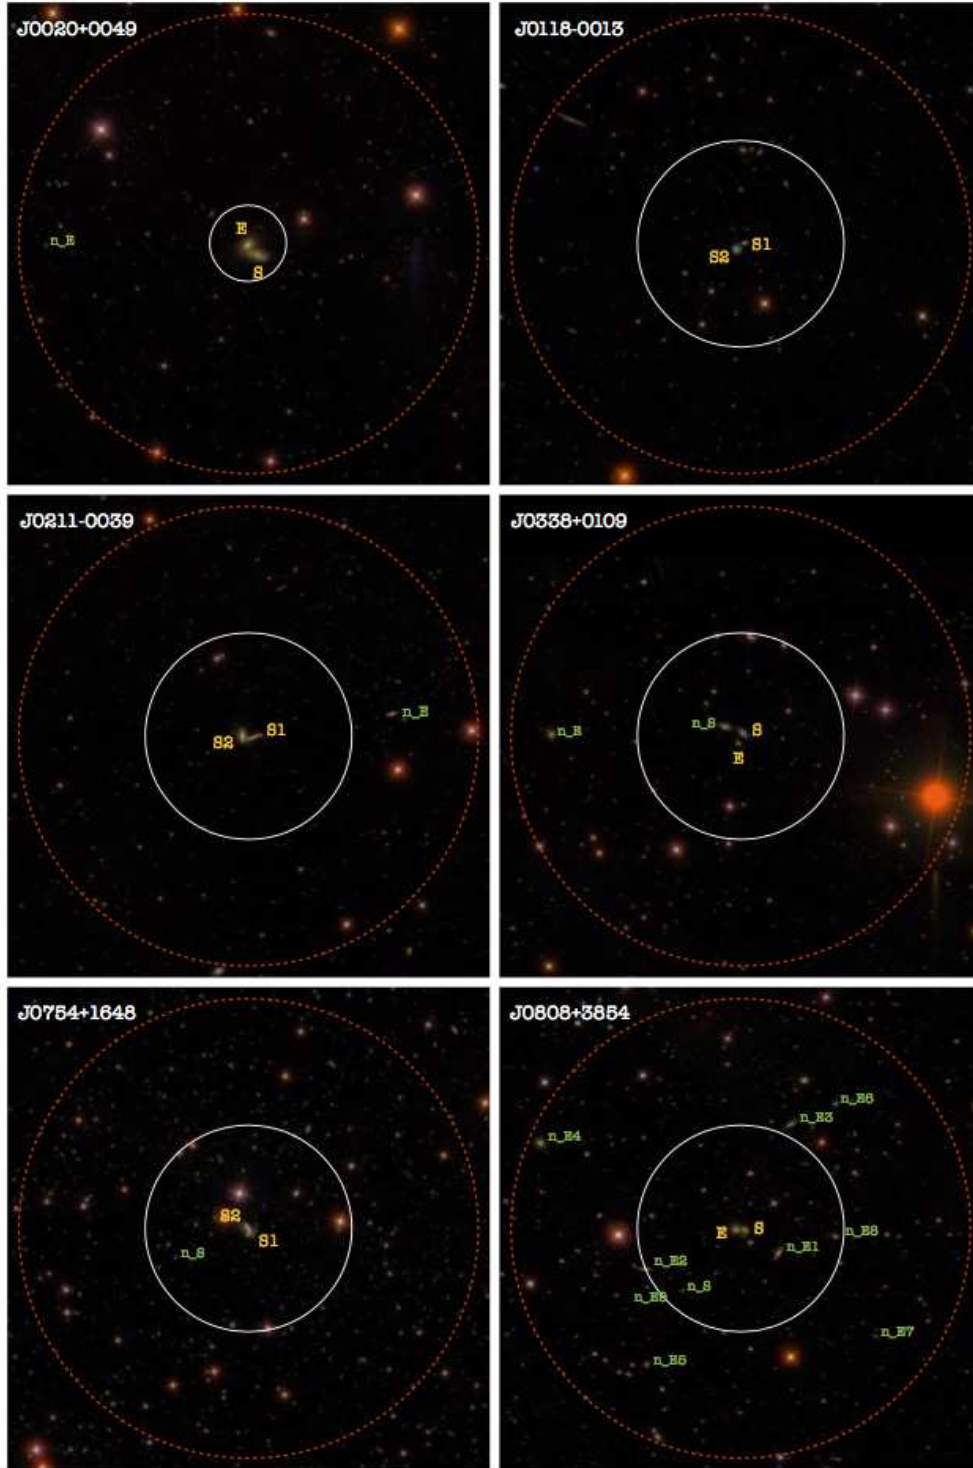 J0020+0049
E
n_E
S
J0118-0013
S1
S2
J0211-0039
n_E
S1
S2
J0338+0109
n_S
S
n_E
E
J0754+1648
S2
S1
n_S
J0808+3854
n_E6
n_E3
n_E4
E
S
n_E8
n_E1
n_E2
n_S
n_E7
n_E5